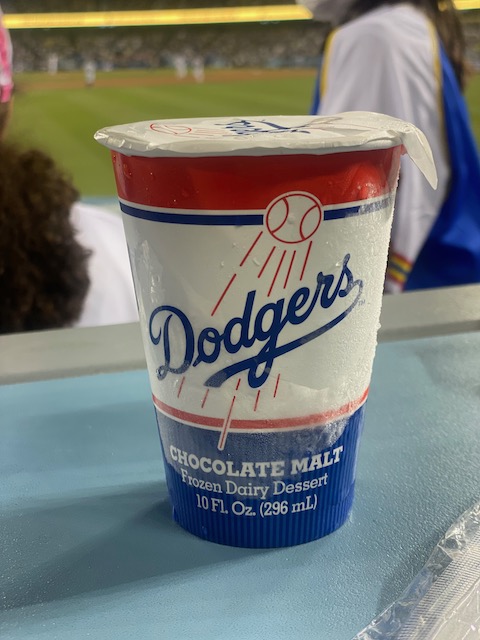 Dodgers
CHOCOLATE MALT
Frozen Dairy Dessert
10 Fl. Oz. (296 mL)